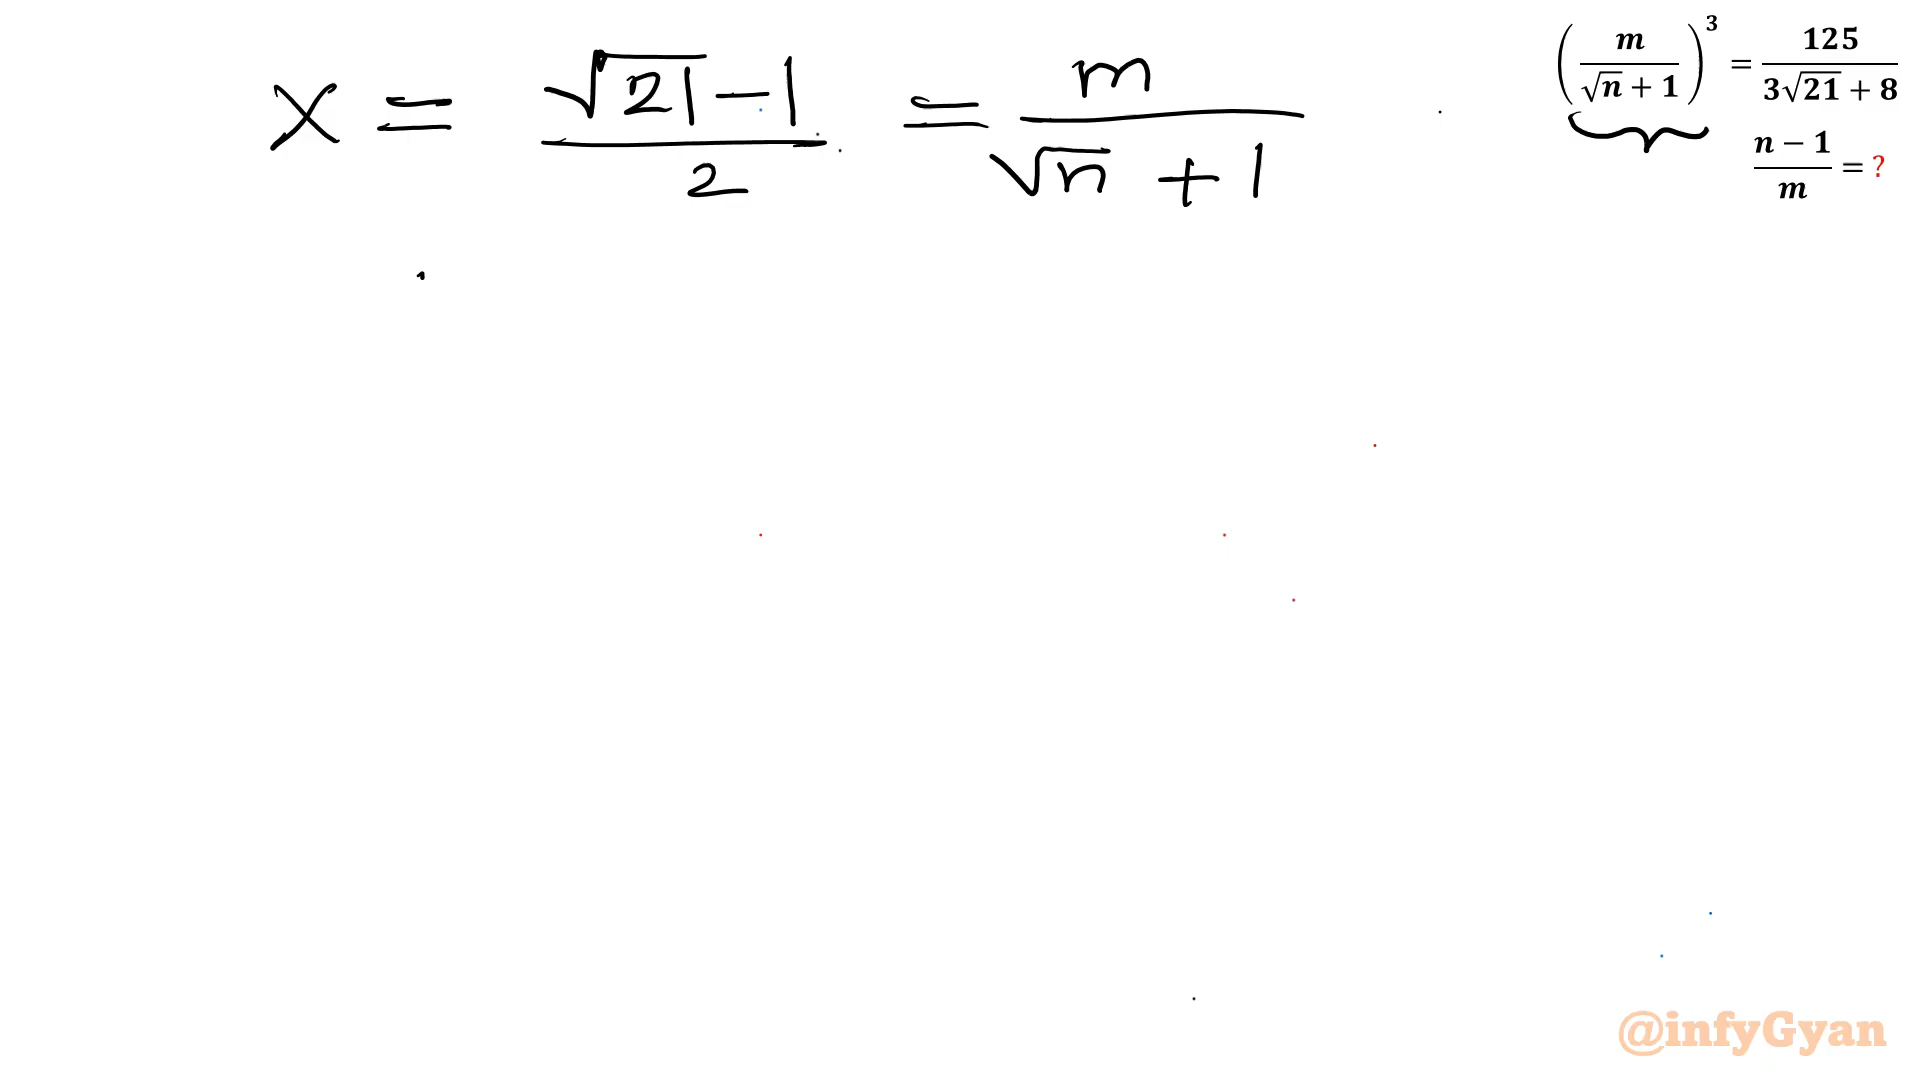 x = (√21 − 1)/2 = m/(√n + 1)
(m/(√n + 1))³ = 125/(3√21 + 8)
(n − 1)/m = ?
@infyGyan